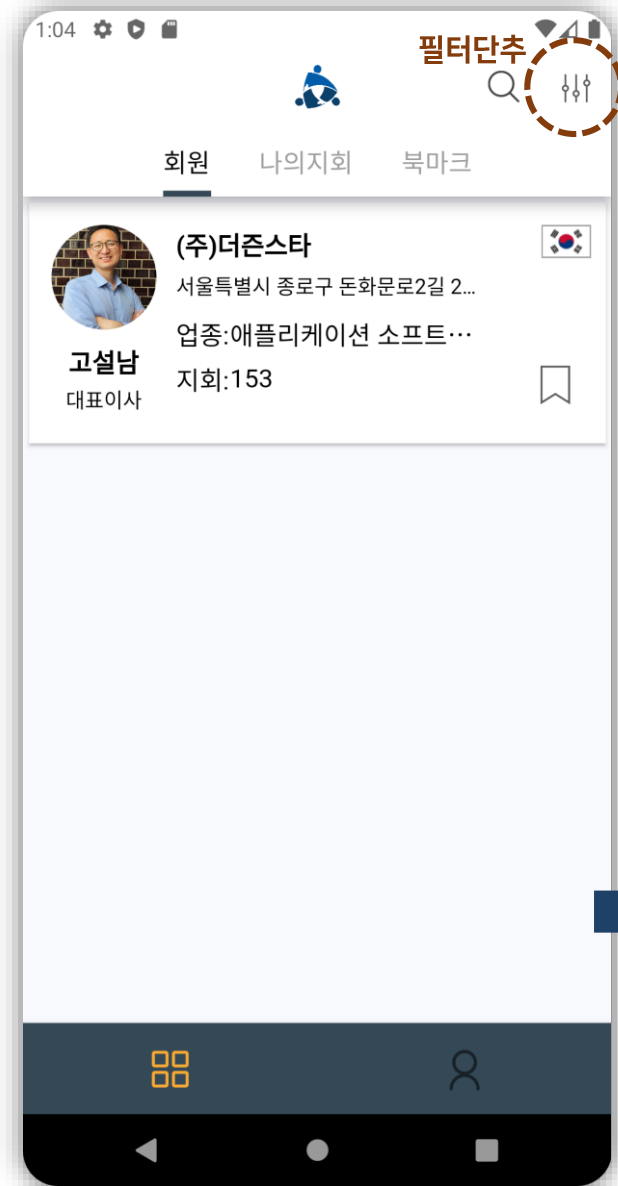 1:04
필터단추
회원 나의지회 북마크
(주)더즌스타
서울특별시 종로구 돈화문로2길 2...
업종:애플리케이션 소프트…
고설남
지회:153
대표이사